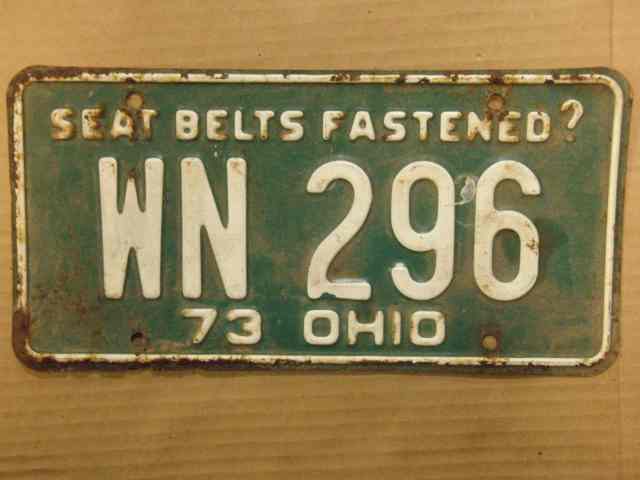 SEAT BELTS FASTENED?
WN 296
73 OHIO